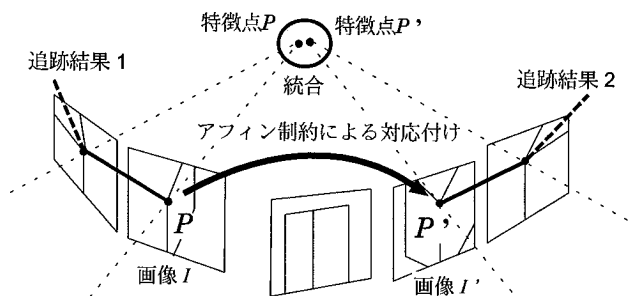 特徴点P 特徴点P'
追跡結果 1
統合
追跡結果 2
アフィン制約による対応付け
P
P'
画像 I
画像 I'